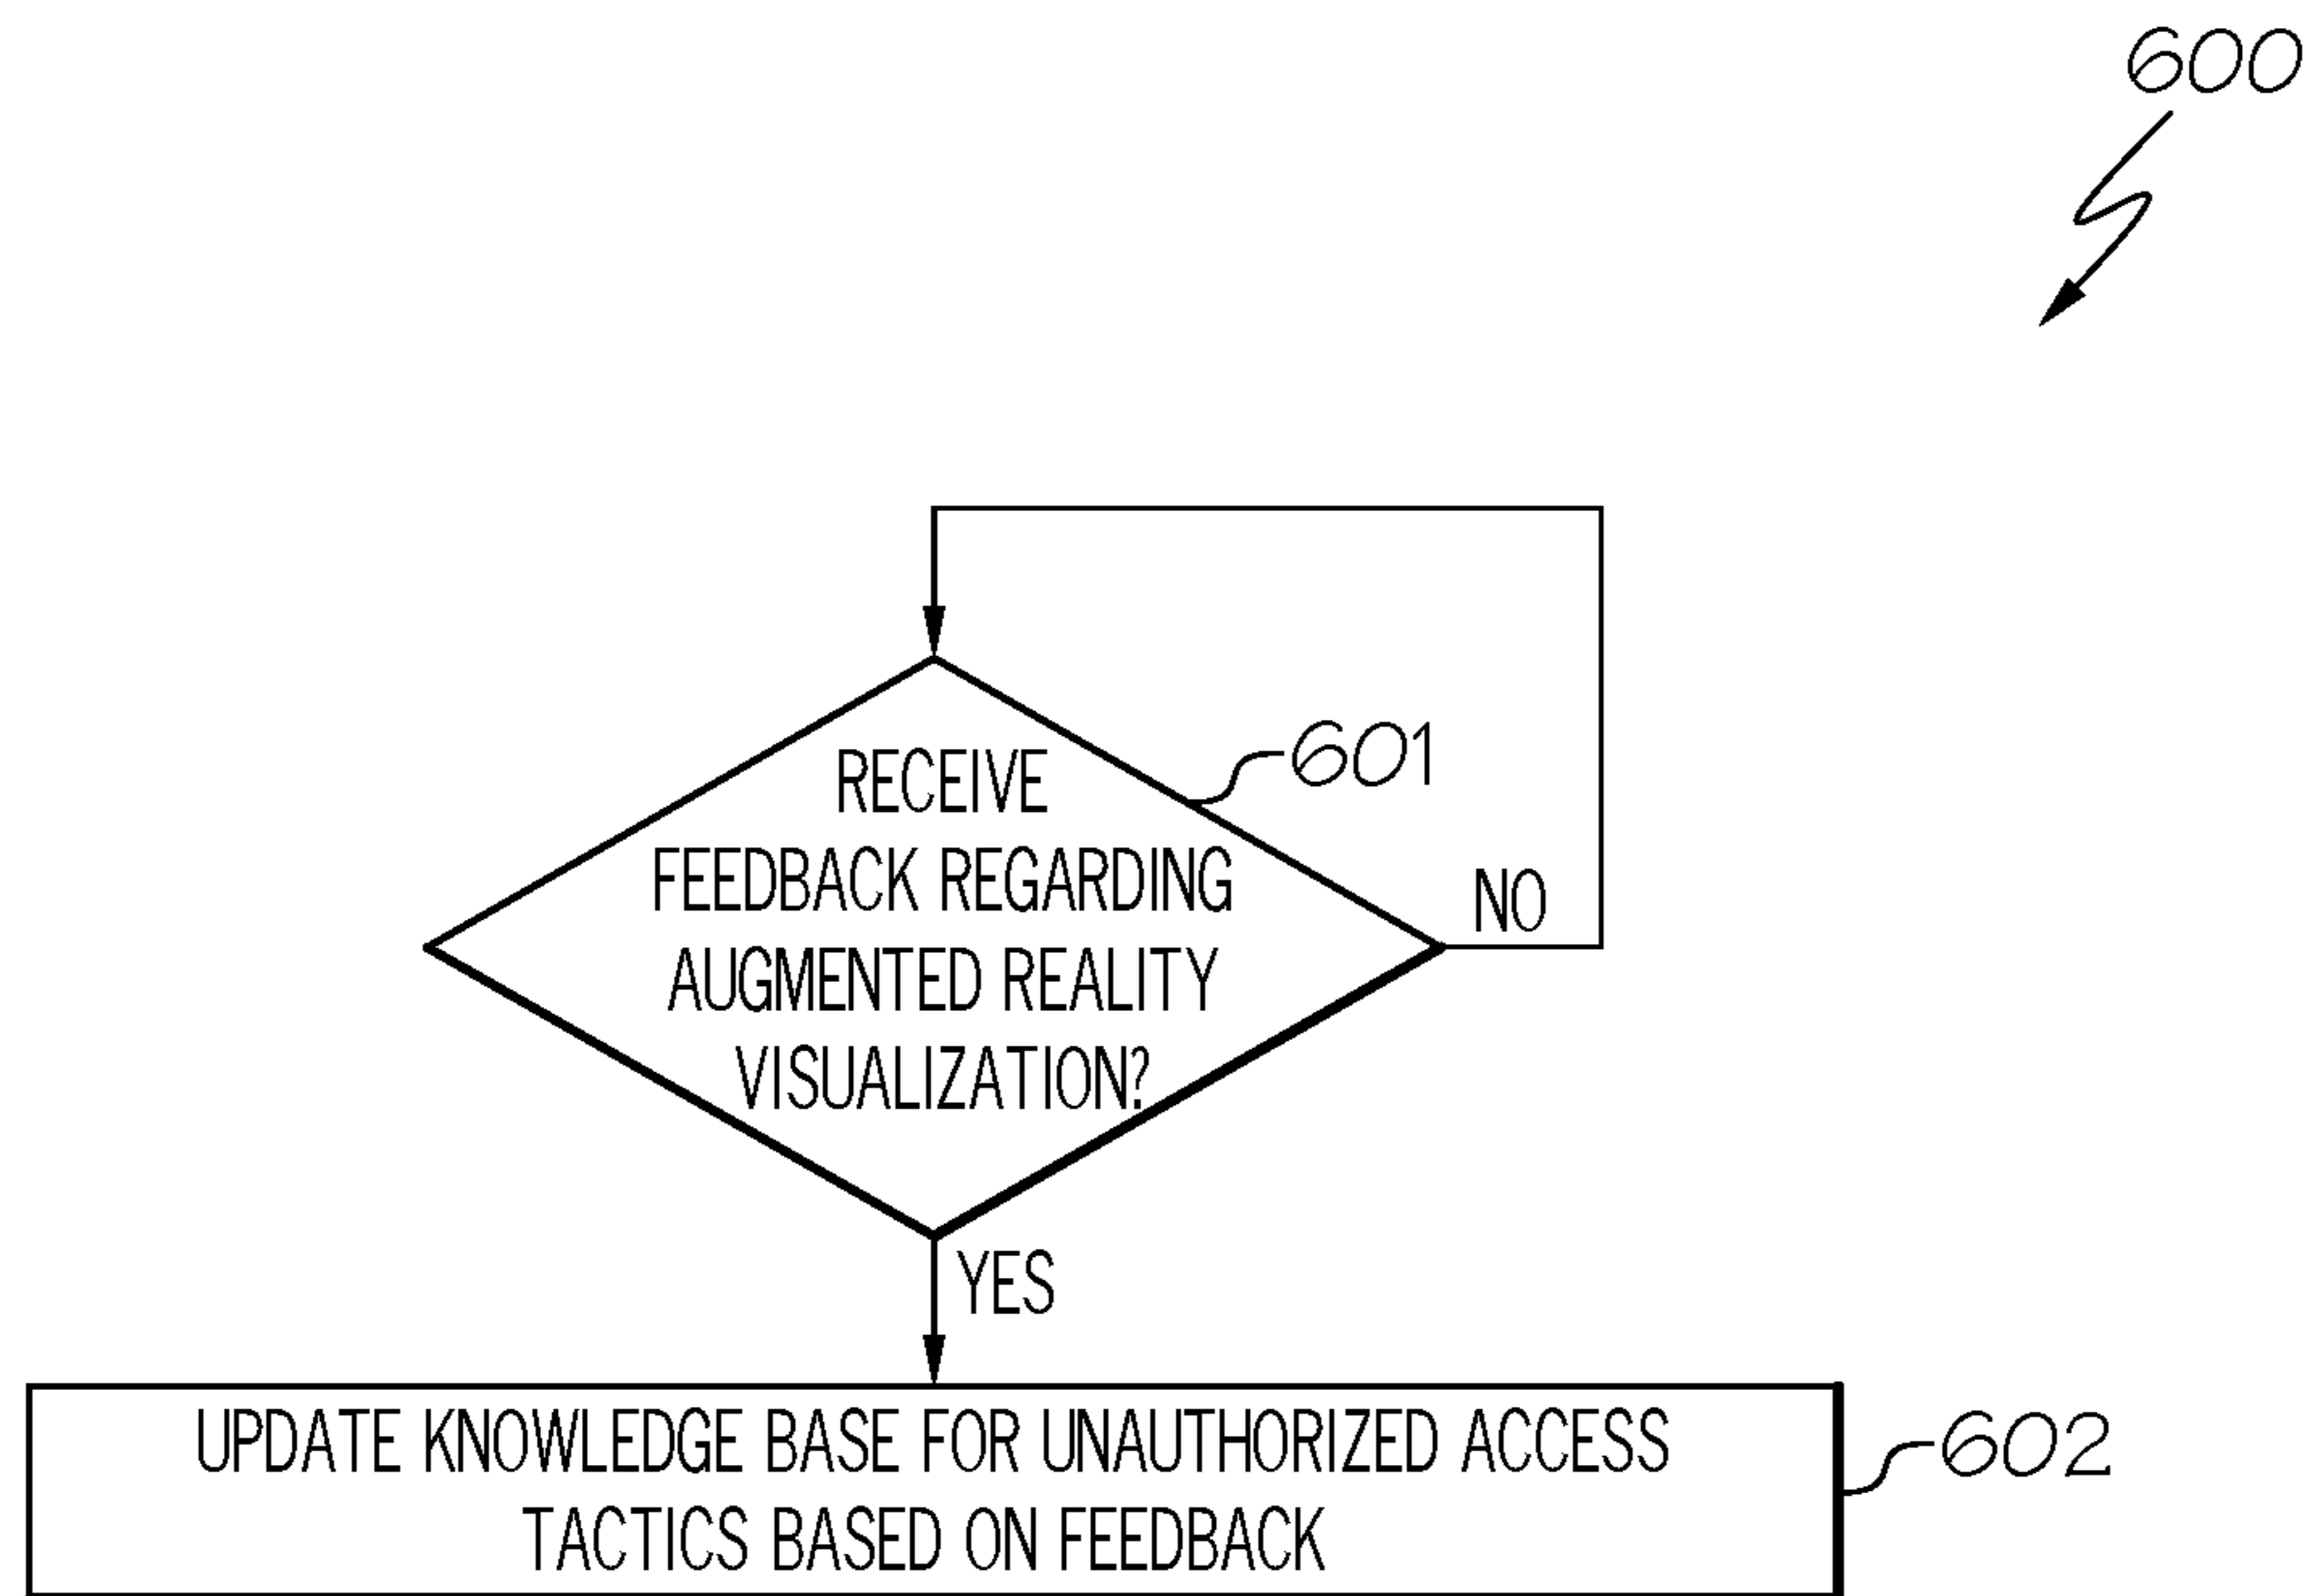 600
RECEIVE
601
FEEDBACK REGARDING
NO
AUGMENTED REALITY
VISUALIZATION?
YES
UPDATE KNOWLEDGE BASE FOR UNAUTHORIZED ACCESS
TACTICS BASED ON FEEDBACK
602